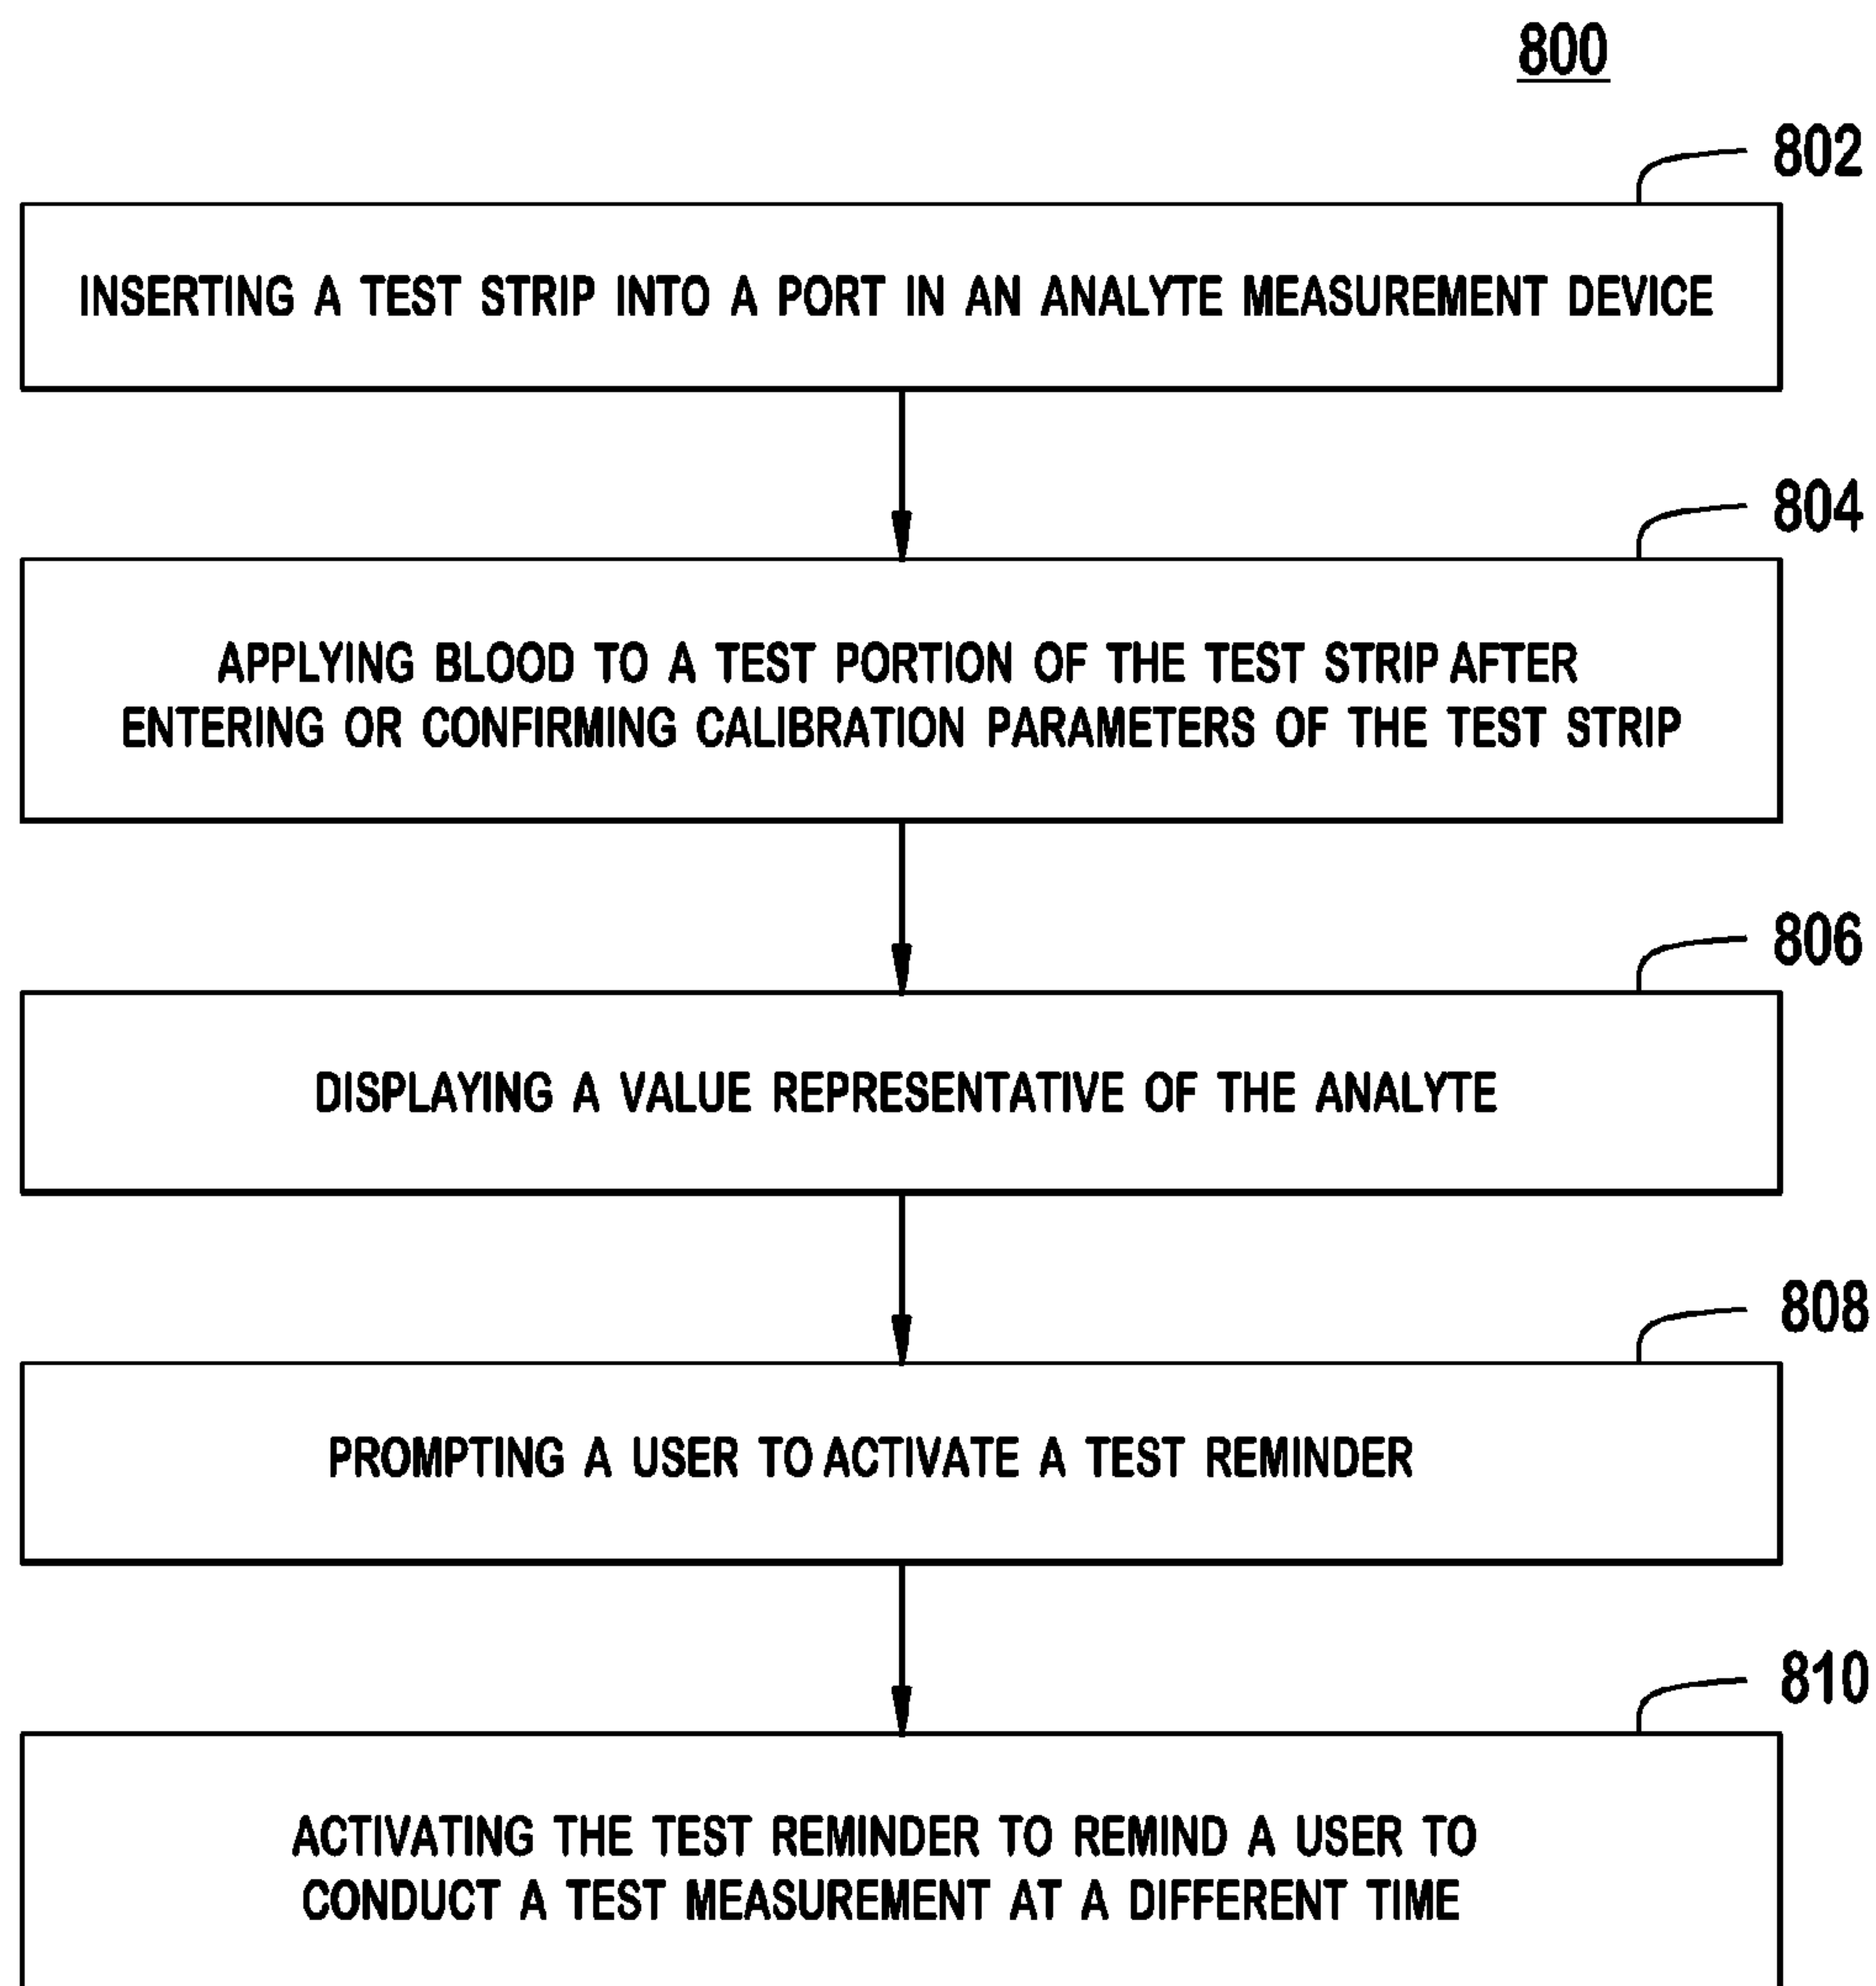 800
802
INSERTING A TEST STRIP INTO A PORT IN AN ANALYTE MEASUREMENT DEVICE
804
APPLYING BLOOD TO A TEST PORTION OF THE TEST STRIP AFTER
ENTERING OR CONFIRMING CALIBRATION PARAMETERS OF THE TEST STRIP
806
DISPLAYING A VALUE REPRESENTATIVE OF THE ANALYTE
808
PROMPTING A USER TO ACTIVATE A TEST REMINDER
810
ACTIVATING THE TEST REMINDER TO REMIND A USER TO
CONDUCT A TEST MEASUREMENT AT A DIFFERENT TIME